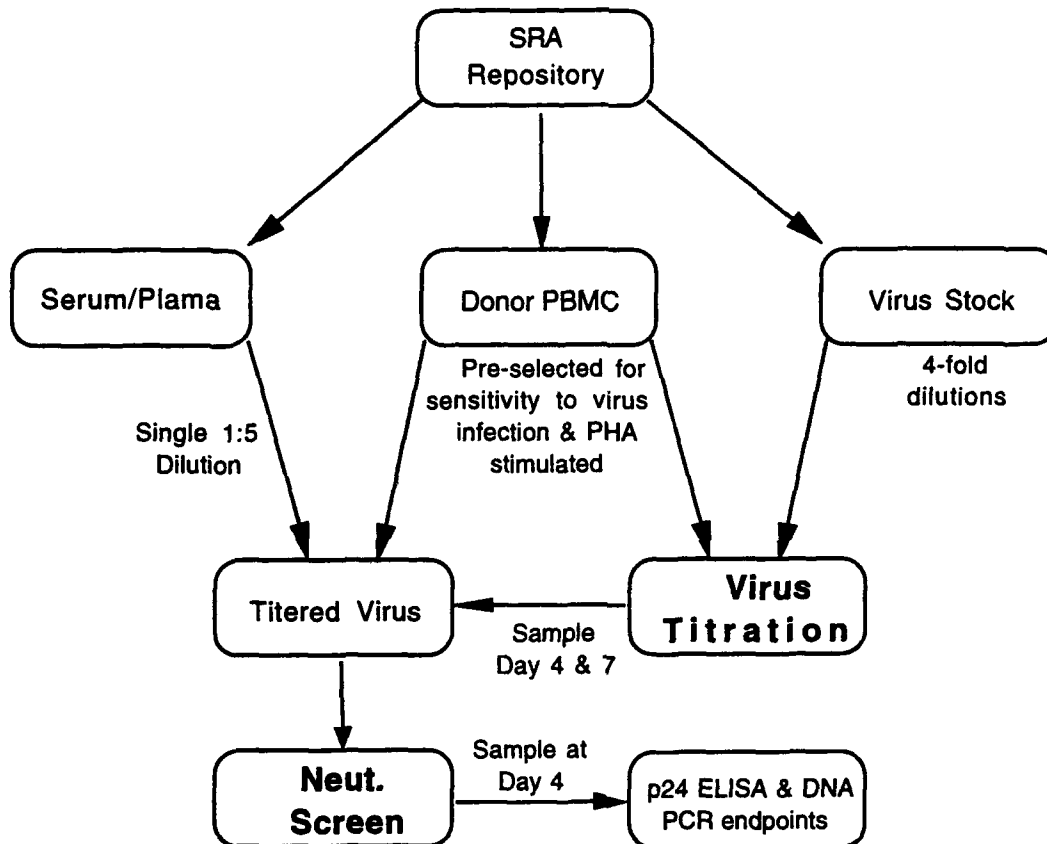 SRA
Repository
Serum/Plama
Donor PBMC
Virus Stock
Single 1:5
Dilution
Pre-selected for
sensitivity to virus
infection & PHA
stimulated
4-fold
dilutions
Titered Virus
Sample
Day 4 & 7
Virus
Titration
Neut.
Screen
Sample at
Day 4
p24 ELISA & DNA
PCR endpoints